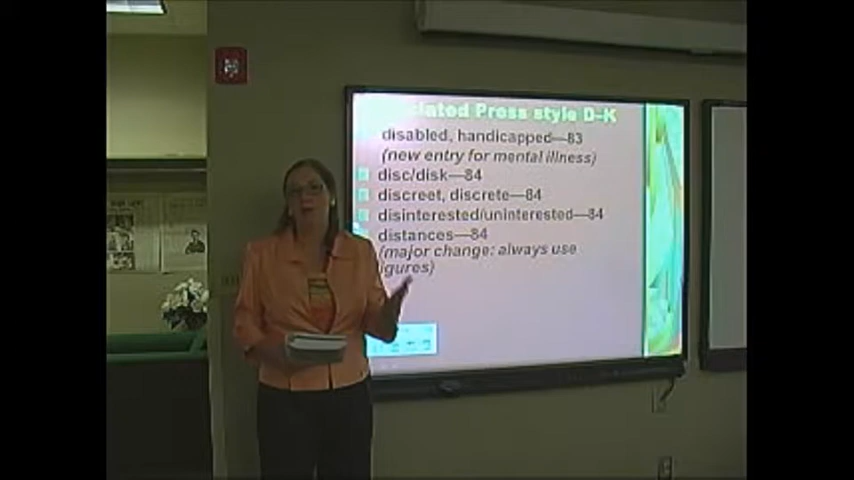 ciated Press style D-K
disabled, handicapped—83
(new entry for mental illness)
disc/disk—84
discreet, discrete—84
disinterested/uninterested—84
distances—84
(major change: always use
igures)